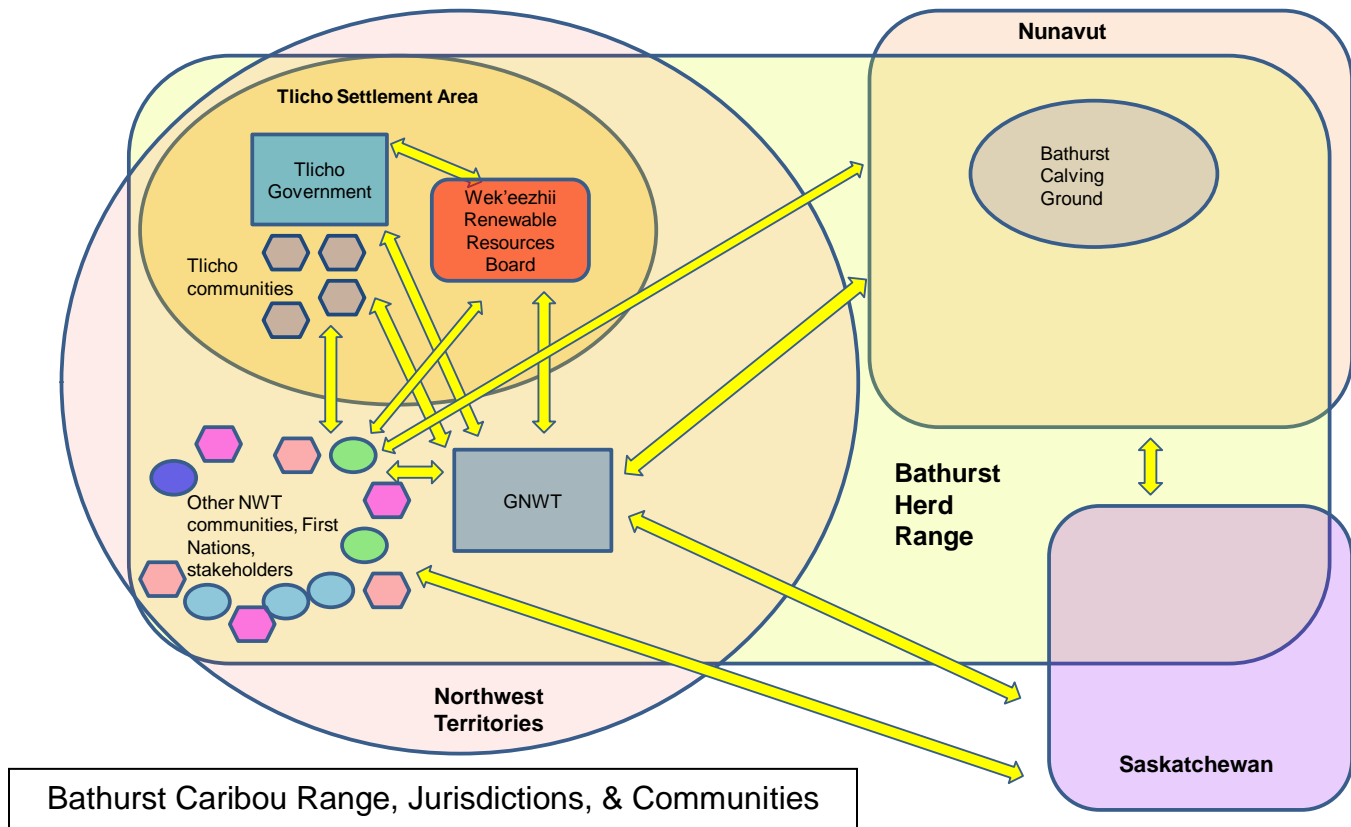 Nunavut
Tlicho Settlement Area
Tlicho
Government
Wek'eezhii
Renewable
Resources
Board
Bathurst
Calving
Ground
Tlicho
communities
Other NWT
communities, First
Nations,
stakeholders
GNWT
Bathurst
Herd
Range
Northwest
Territories
Saskatchewan
Bathurst Caribou Range, Jurisdictions, & Communities